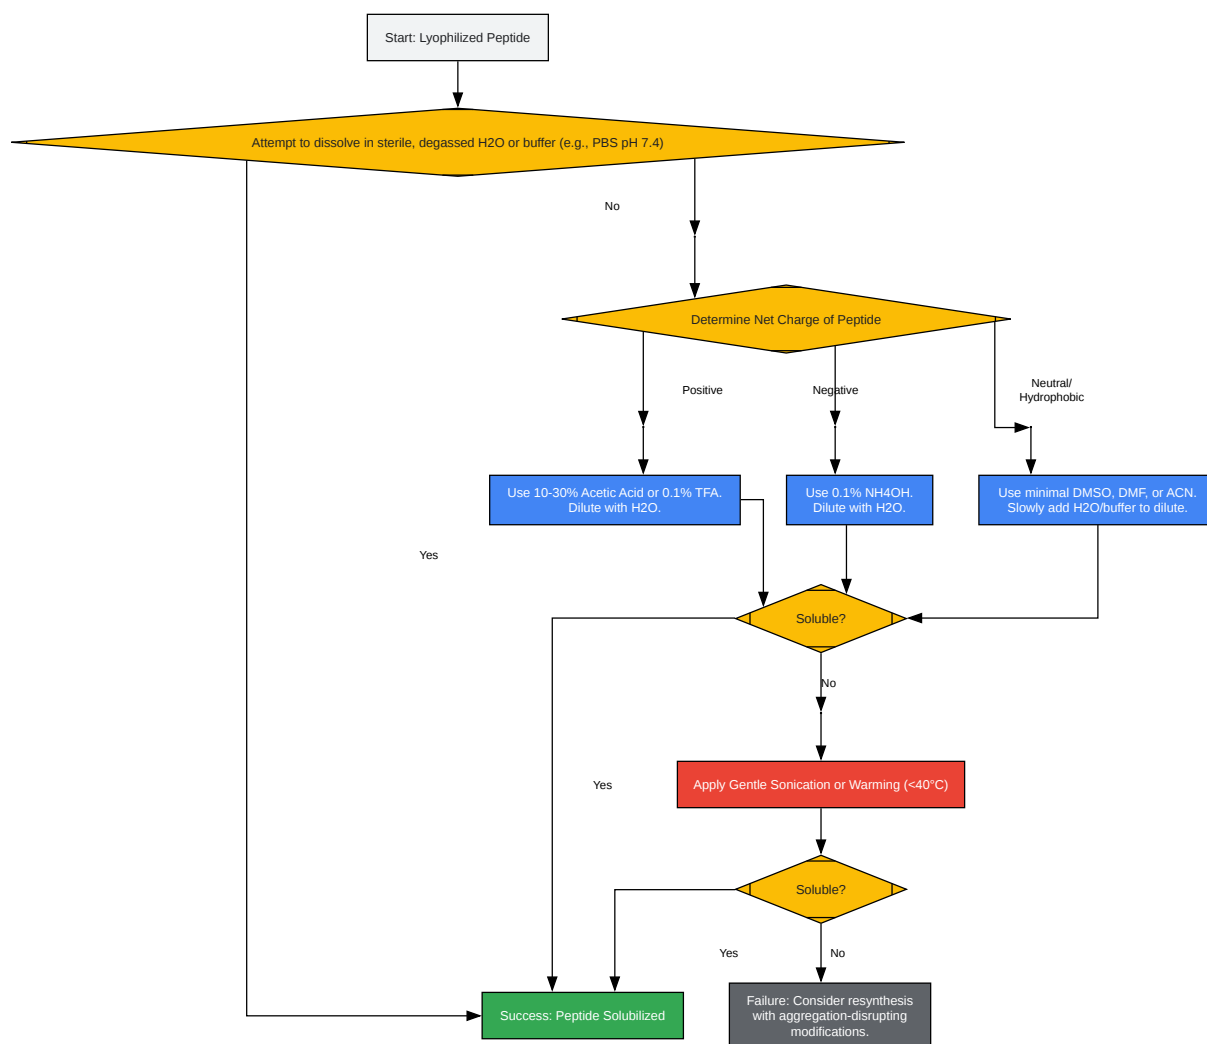 Start: Lyophilized Peptide
Attempt to dissolve in sterile, degassed H2O or buffer (e.g., PBS pH 7.4)
No
Determine Net Charge of Peptide
Positive
Negative
Neutral/
Hydrophobic
Use 10-30% Acetic Acid or 0.1% TFA.
Dilute with H2O.
Use 0.1% NH4OH.
Dilute with H2O.
Use minimal DMSO, DMF, or ACN.
Slowly add H2O/buffer to dilute.
Yes
Soluble?
No
Yes
Apply Gentle Sonication or Warming (<40°C)
Soluble?
Yes
No
Success: Peptide Solubilized
Failure: Consider resynthesis
with aggregation-disrupting
modifications.